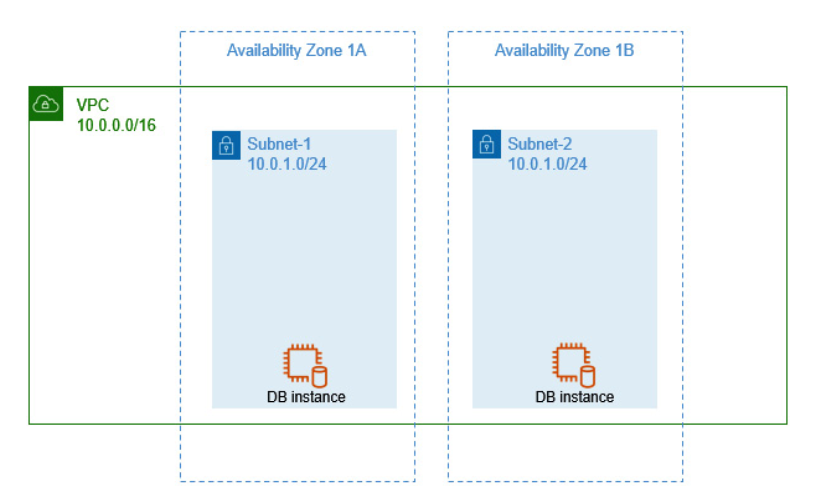 Availability Zone 1A
Availability Zone 1B
VPC
10.0.0.0/16
Subnet-1
10.0.1.0/24
Subnet-2
10.0.1.0/24
DB instance
DB instance